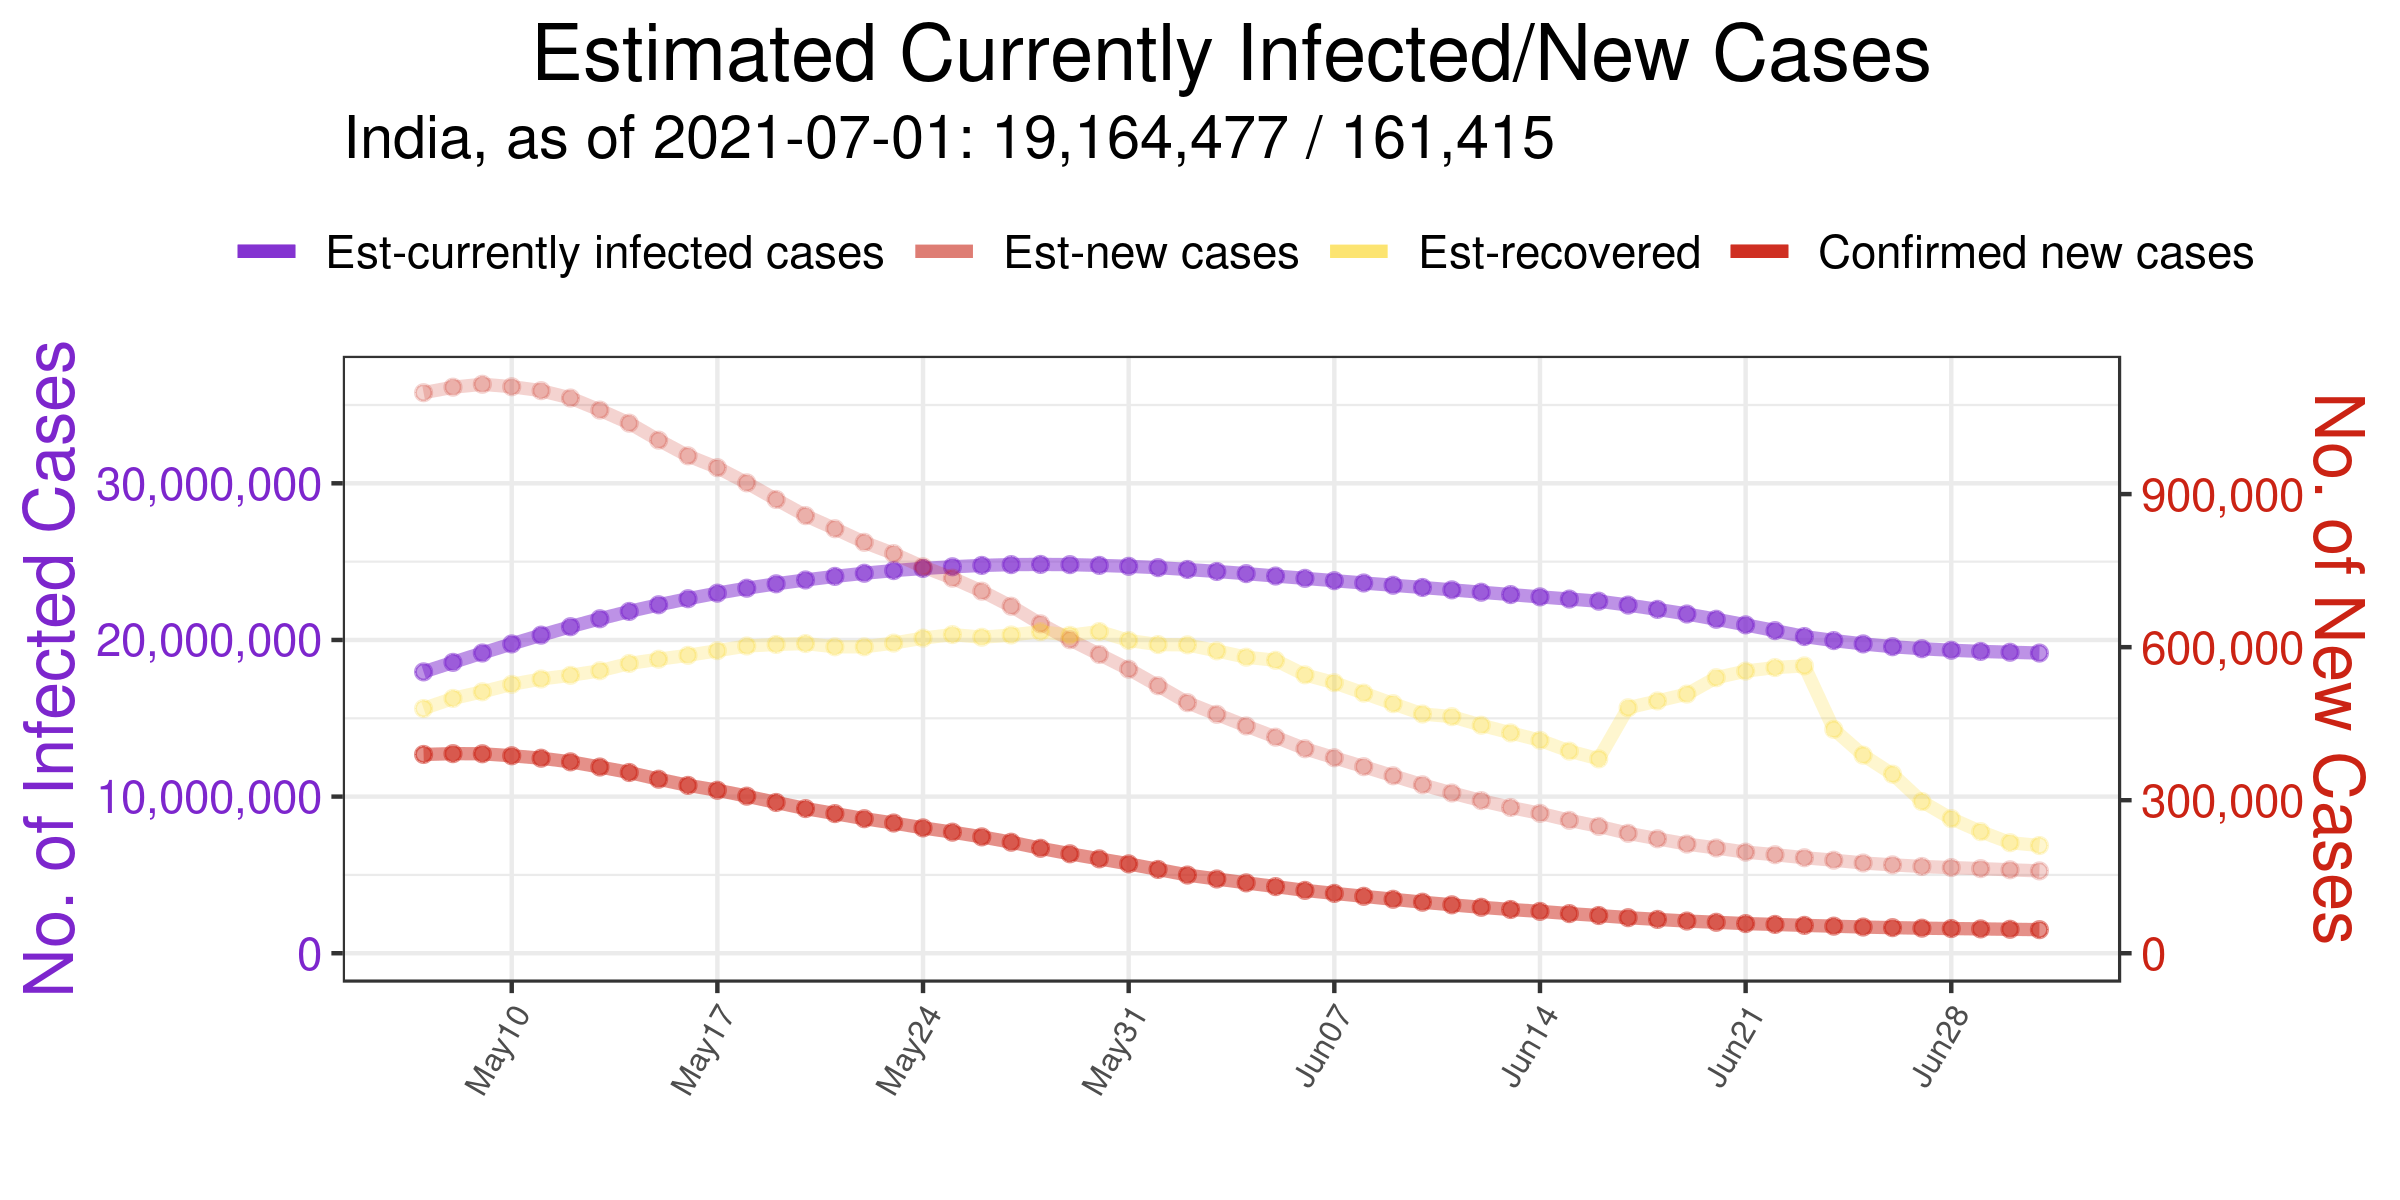 Estimated Currently Infected/New Cases
India, as of 2021-07-01: 19,164,477 / 161,415
Est-currently infected cases Est-new cases Est-recovered Confirmed new cases
No. of Infected Cases
30,000,000
20,000,000
10,000,000
0
900,000
600,000
300,000
0
No. of New Cases
May10 May17 May24 May31 Jun07 Jun14 Jun21 Jun28